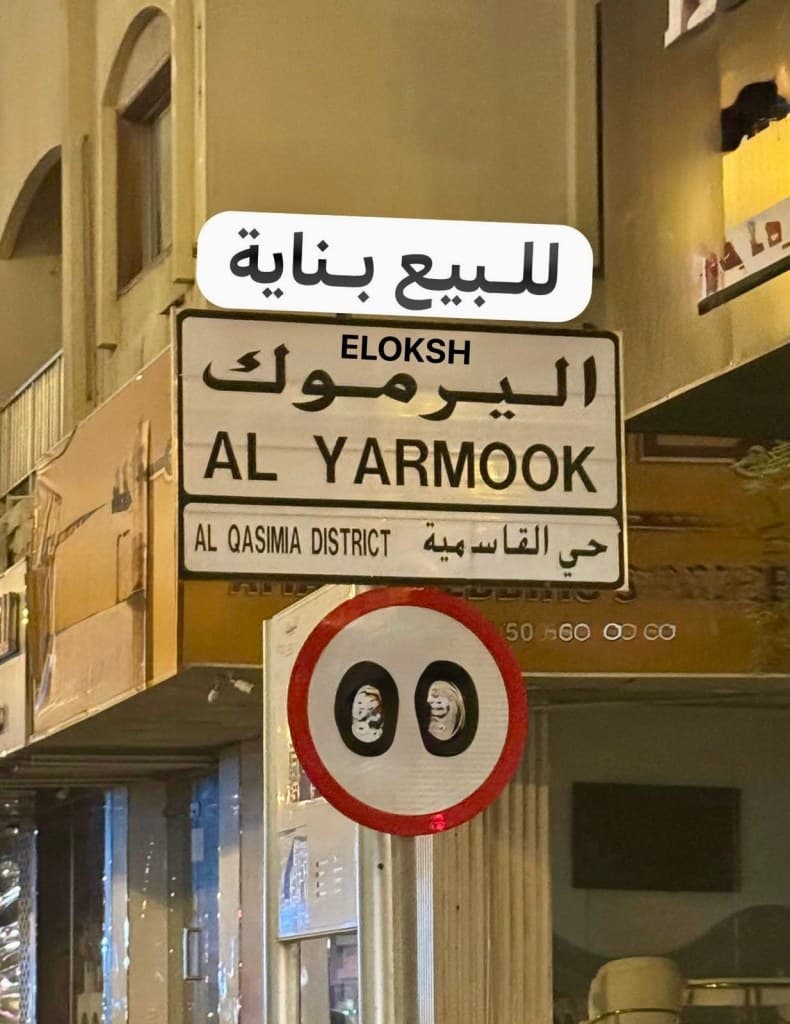 للبيع بناية
ELOKSH
اليرموك
AL YARMOOK
AL QASIMIA DISTRICT حي القاسمية